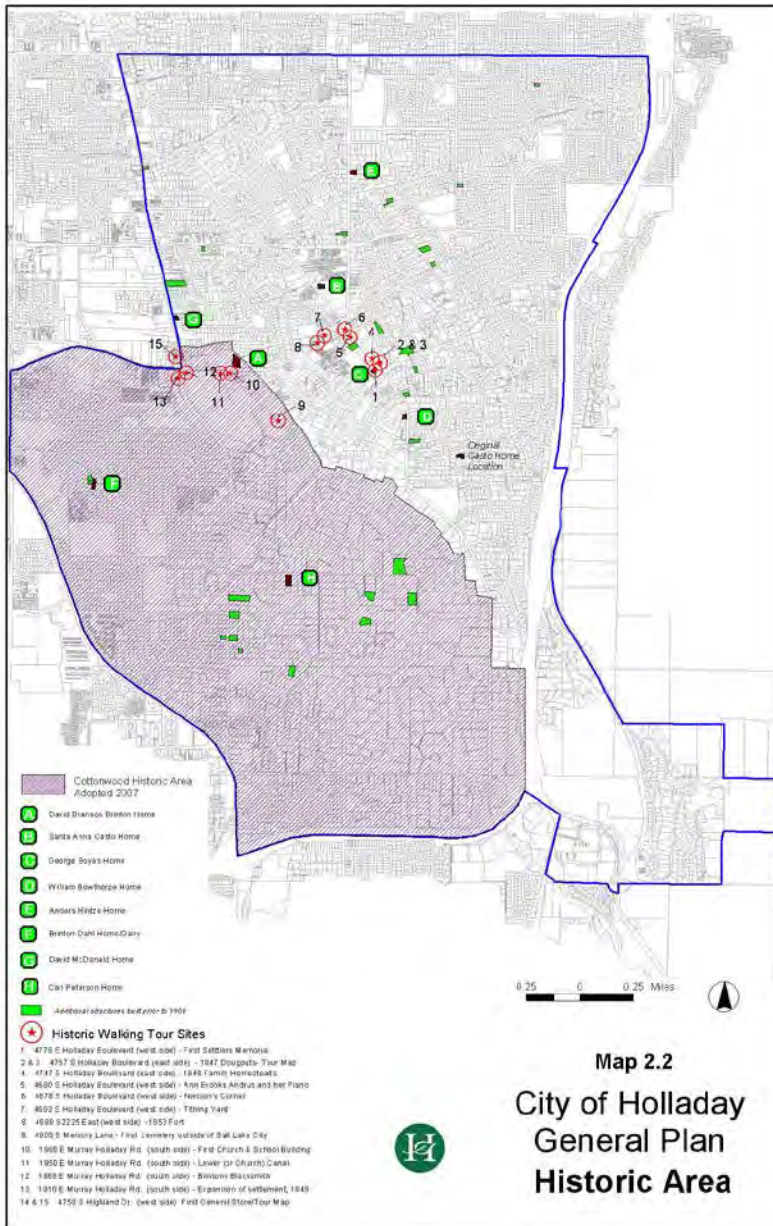 E
B
7
6
4
G
8
5
2 & 3
15
A
C
12
10
1
13
11
9
D
Original
Casto Home
Location
F
H
Cottonwood Historic Area
Adopted 2007
A David Branson Brinton Home
B Santa Anna Casto Home
C George Boyes Home
D William Bowthorpe Home
E Anders Hintze Home
F Brinton Dahl Home/Dairy
G David McDonald Home
H Carl Peterson Home
Additional structures built prior to
Historic Walking Tour Sites
1 4778 S Holladay Boulevard (west side) - First Settlers Memorial
2 & 3 4757 S Holladay Boulevard (east side) - 1847 Dougouts- Tour Map
4 4747 S Holladay Boulevard (east side) - 1848 Family Homesteads
5 4680 S Holladay Boulevard (west side) - Ann Brooks Andrus and her Piano
6 4678 S Holladay Boulevard (west side) - Neilson's Corner
7 4692 S Holladay Boulevard (west side) - Tithing Yard
8 4688 S2225 East (west side) - 1853 Fort
9 4900 S Memory Lane - First Cemetery outside of Salt Lake City
10 1980 E Murray Holladay Rd. (south side) - First Church & School Building
11 1950 E Murray Holladay Rd. (south side) - Lower (or Church) Canal
12 1868 E Murray Holladay Rd. (south side) - Brintons Blacksmith
13 1810 E Murray Holladay Rd. (south side) - Expansion of settlement, 1849
14 & 15 4750 S Highland Dr. (west side) First General Store/Tour Map
0.25 0 0.25 Miles
Map 2.2
City of Holladay
General Plan
Historic Area
H